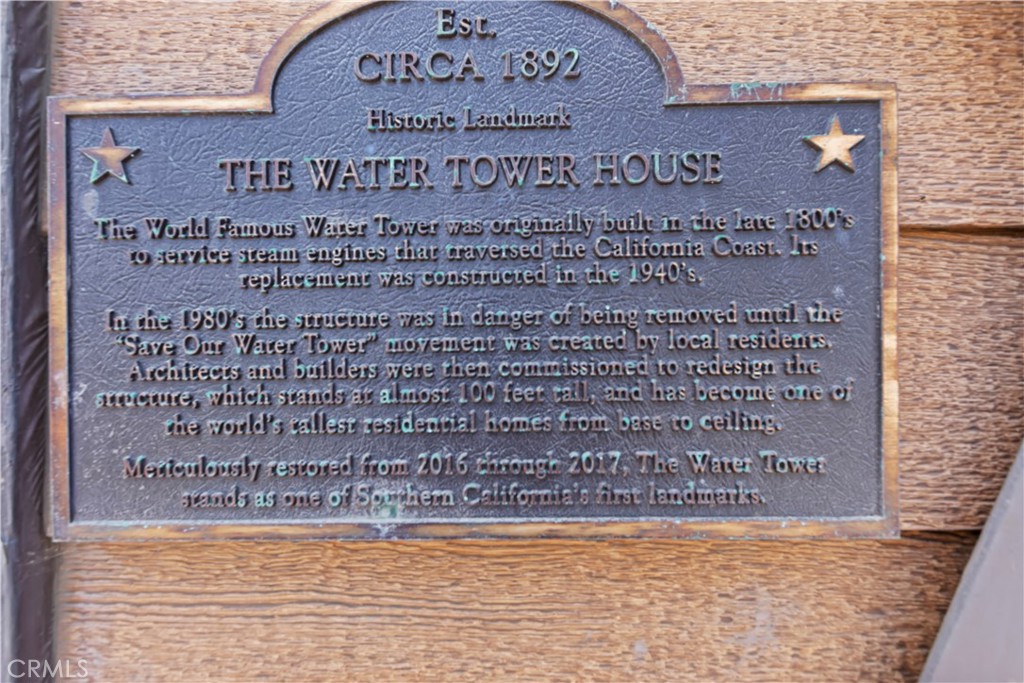 Est.
CIRCA 1892
Historic Landmark
THE WATER TOWER HOUSE
The World Famous Water Tower was originally built in the late 1800's
to service steam engines that traversed the California Coast. Its
replacement was constructed in the 1940's.
In the 1980's the structure was in danger of being removed until the
"Save Our Water Tower" movement was created by local residents.
Architects and builders were then commissioned to redesign the
structure, which stands at almost 100 feet tall, and has become one of
the world's tallest residential homes from base to ceiling.
Meticulously restored from 2016 through 2017, The Water Tower
stands as one of Southern California's first landmarks.
CRMLS